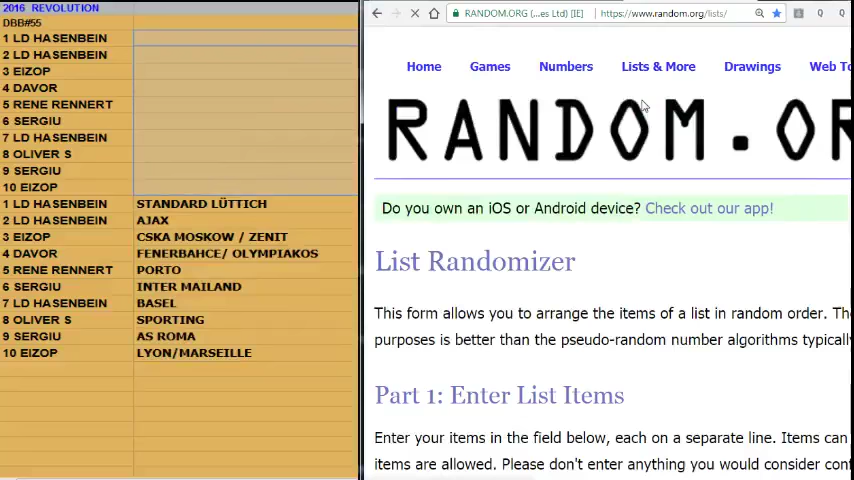 2016 REVOLUTION
DBB#55
1 LD HASENBEIN
2 LD HASENBEIN
3 EIZOP
4 DAVOR
5 RENE RENNERT
6 SERGIU
7 LD HASENBEIN
8 OLIVER S
9 SERGIU
10 EIZOP
1 LD HASENBEIN STANDARD LÜTTICH
2 LD HASENBEIN AJAX
3 EIZOP CSKA MOSKOW / ZENIT
4 DAVOR FENERBAHCE/ OLYMPIAKOS
5 RENE RENNERT PORTO
6 SERGIU INTER MAILAND
7 LD HASENBEIN BASEL
8 OLIVER S SPORTING
9 SERGIU AS ROMA
10 EIZOP LYON/MARSEILLE
RANDOM.ORG (...es Ltd) [IE] https://www.random.org/lists/
Home Games Numbers Lists & More Drawings Web To
RANDOM.OR
Do you own an iOS or Android device? Check out our app!
List Randomizer
This form allows you to arrange the items of a list in random order. The
purposes is better than the pseudo-random number algorithms typically
Part 1: Enter List Items
Enter your items in the field below, each on a separate line. Items can
items are allowed. Please don't enter anything you would consider conf